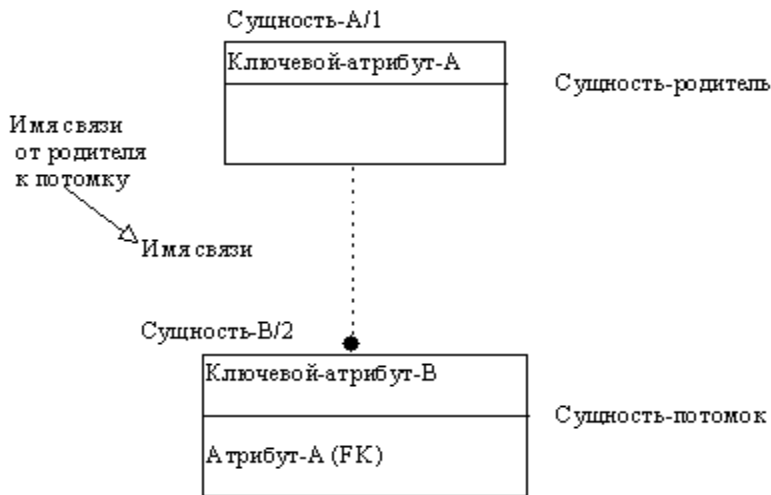 Сущность-А/1
Ключевой-атрибут-А
Сущность-родитель
Имя связи
от родителя
к потомку
Имя связи
Сущность-В/2
Ключевой-атрибут-В
Сущность-потомок
Атрибут-А (FK)